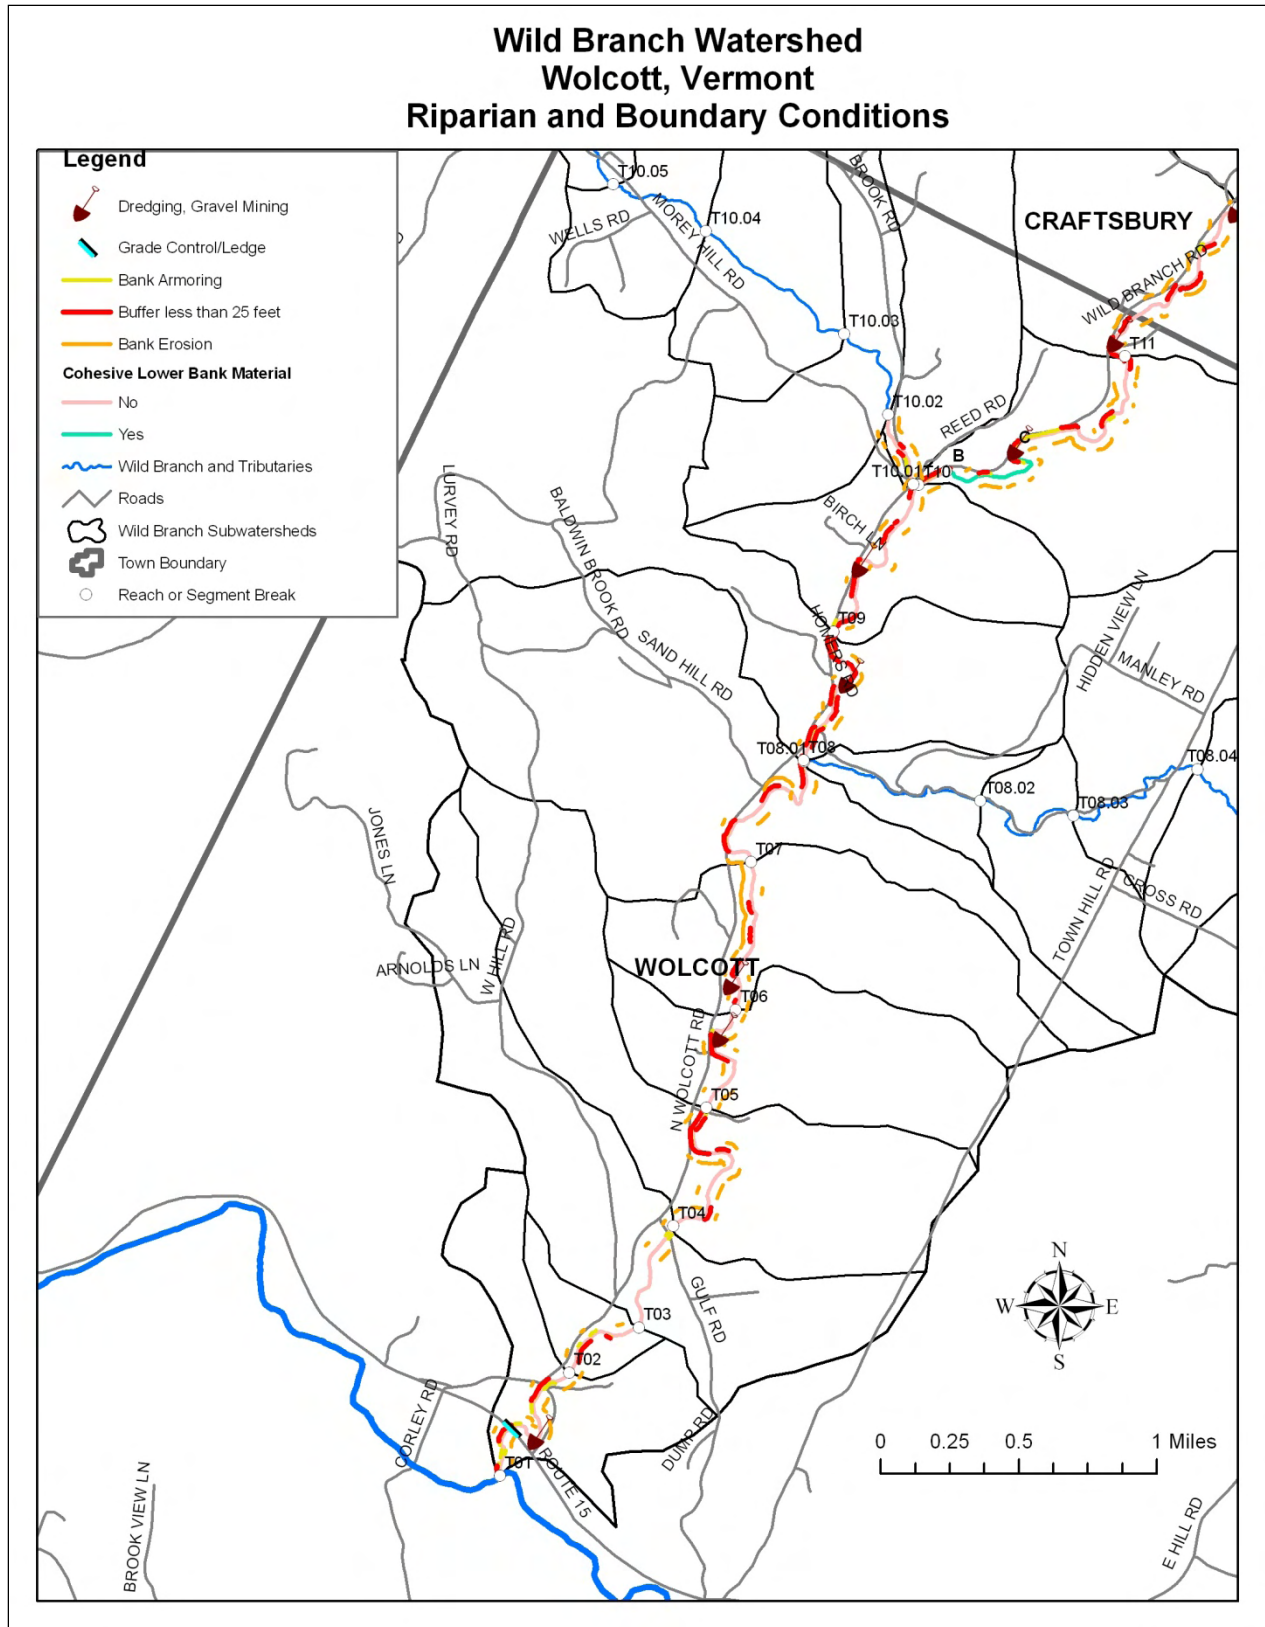 Wild Branch Watershed
Wolcott, Vermont
Riparian and Boundary Conditions
Legend
Dredging, Gravel Mining
Grade Control/Ledge
Bank Armoring
Buffer less than 25 feet
Bank Erosion
Cohesive Lower Bank Material
No
Yes
Wild Branch and Tributaries
Roads
Wild Branch Subwatersheds
Town Boundary
Reach or Segment Break
T10.05
T10.04
WELLS RD
MOREY HILL RD
BROOK RD
CRAFTSBURY
WILD BRANCH RD
T10.03
T11
T10.02
REED RD
C
B
T10.01
T10
LURVEY RD
BALDWIN BROOK RD
BIRCH LN
HOMERS RD
T09
SAND HILL RD
HIDDEN VIEW LN
MANLEY RD
T08.01
T08
T08.04
T08.02
T08.03
JONES LN
T07
CROSS RD
TOWN HILL RD
W HILL RD
ARNOLDS LN
WOLCOTT
T06
N WOLCOTT RD
T05
T04
GULF RD
T03
T02
CORLEY RD
DUMP RD
T01
ROUTE 15
BROOK VIEW LN
E HILL RD
N
W
E
S
0 0.25 0.5 1 Miles